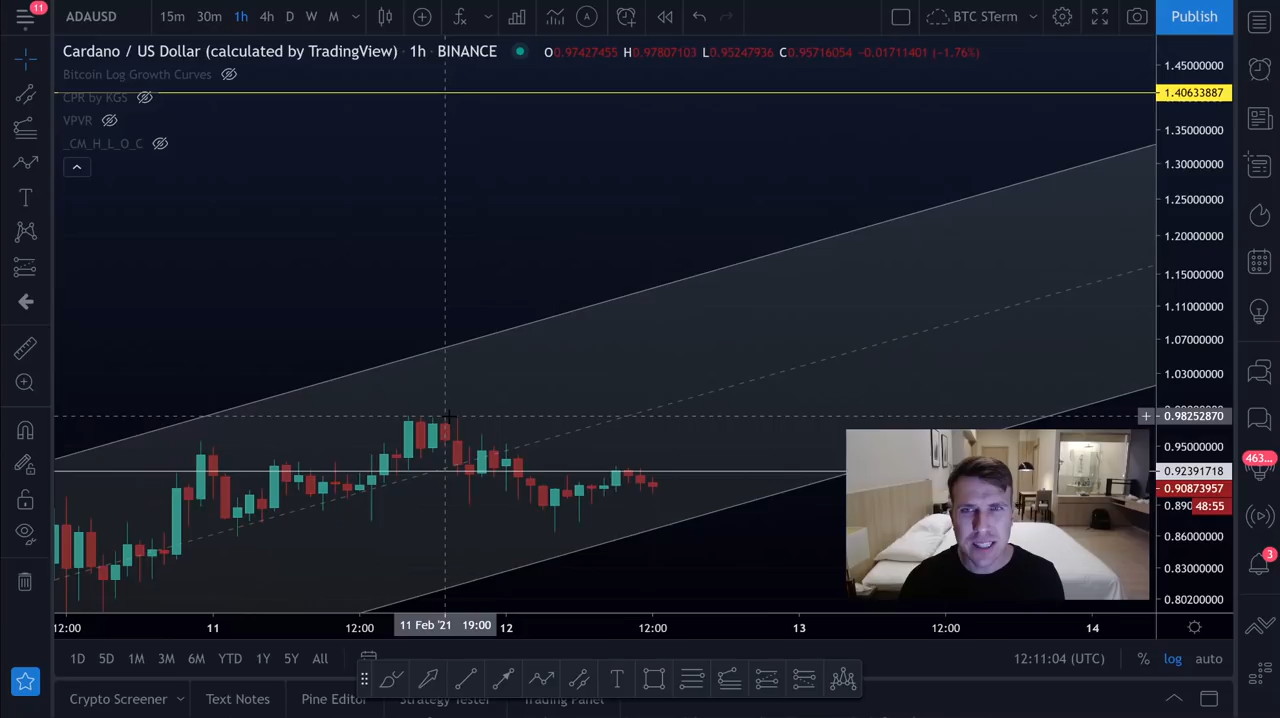 11
ADAUSD
15m 30m 1h 4h D W M
BTC STerm
Publish
Cardano / US Dollar (calculated by TradingView) · 1h · BINANCE
O0.97427455 H0.97807103 L0.95247936 C0.95716054 −0.01711401 (−1.76%)
Bitcoin Log Growth Curves
CPR by KGS
VPVR
_CM_H_L_O_C
1.45000000
1.40633887
1.35000000
1.30000000
1.25000000
1.20000000
1.15000000
1.11000000
1.07000000
1.03000000
0.98252870
0.95000000
0.92391718
0.90873957
0.890
48:55
0.86000000
0.83000000
0.80200000
463...
3
12:00 11 12:00 11 Feb '21 19:00 12 12:00 13 12:00 14
1D 5D 1M 3M 6M YTD 1Y 5Y All
12:11:04 (UTC) % log auto
Crypto Screener Text Notes Pine Editor Strategy Tester Trading Panel